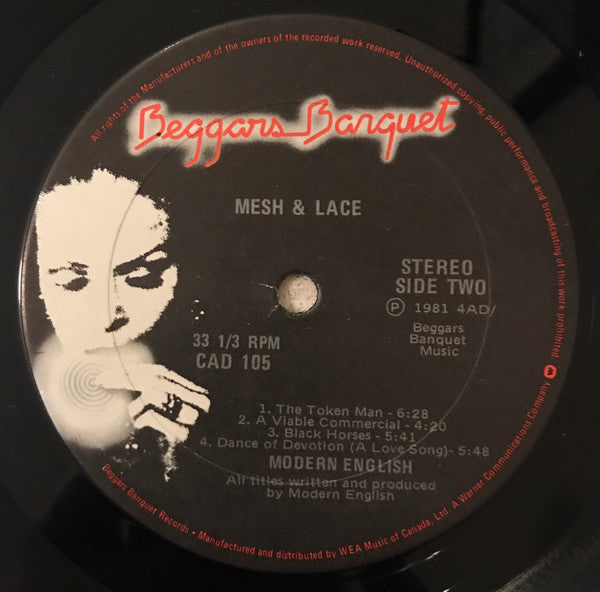 All rights of the Manufacturers and of the owners of the recorded work reserved. Unauthorized copying, public performance and broadcasting of this work prohibited.
Beggars Banquet
MESH & LACE
STEREO
SIDE TWO
Ⓟ 1981 4AD/
Beggars
Banquet
Music
33 1/3 RPM
CAD 105
1. The Token Man - 6:28
2. A Viable Commercial - 4:20
3. Black Horses - 5:41
4. Dance of Devotion (A Love Song)- 5:48
MODERN ENGLISH
All titles written and produced
by Modern English
Beggars Banquet Records • Manufactured and distributed by WEA Music of Canada, Ltd. A Warner Communications Company